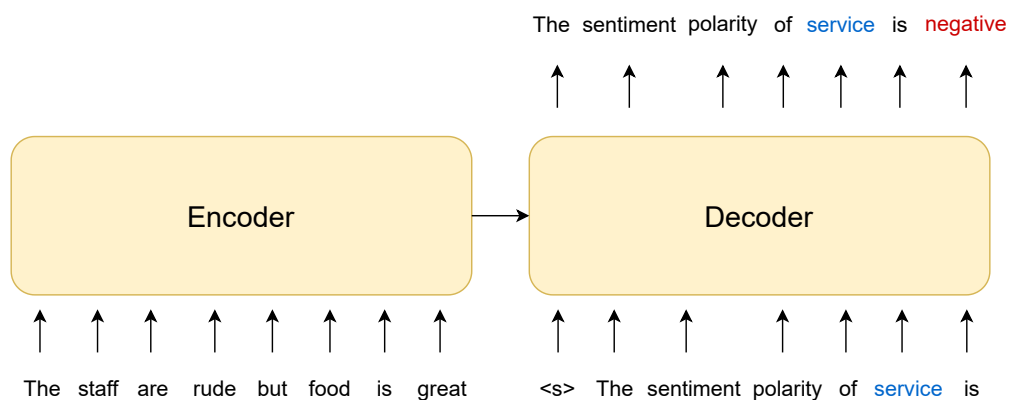 The sentiment polarity of service is negative
Encoder
Decoder
The staff are rude but food is great
<s> The sentiment polarity of service is